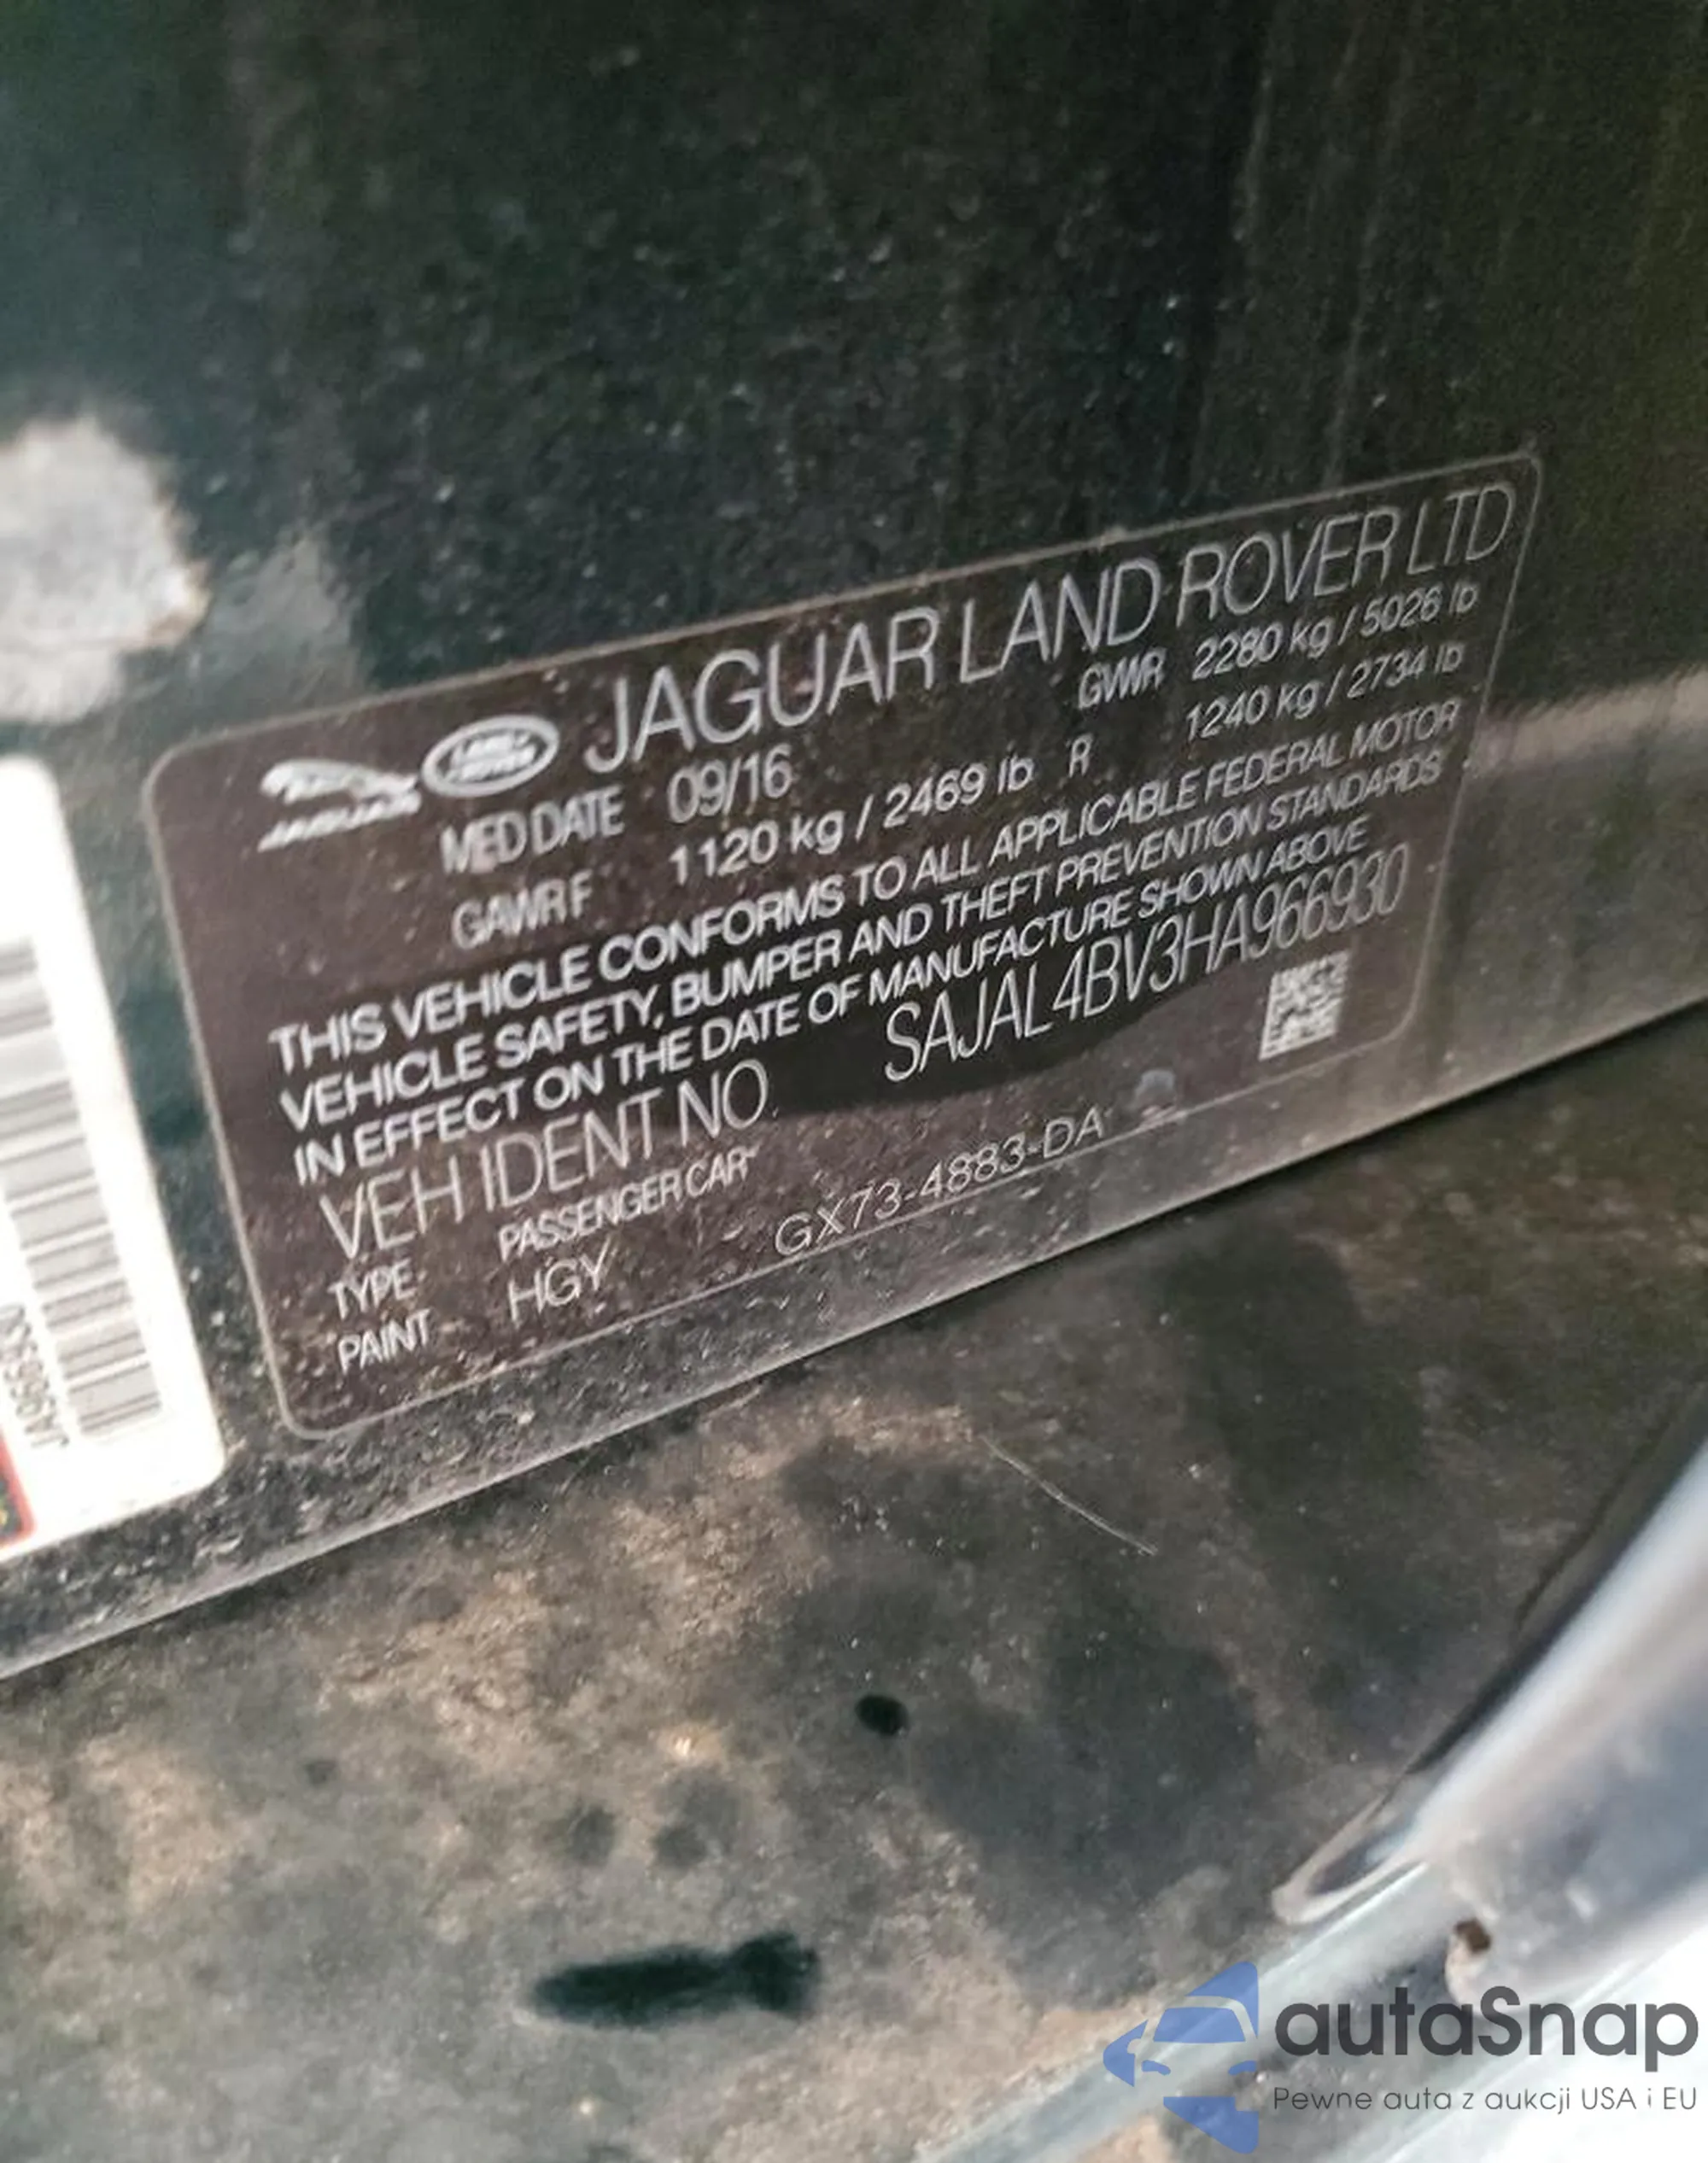 JAGUAR LAND ROVER LTD
JAGUAR
MFD DATE 09/16 GVWR 2280 kg / 5026 lb
GAWR F 1120 kg / 2469 lb R 1240 kg / 2734 lb
THIS VEHICLE CONFORMS TO ALL APPLICABLE FEDERAL MOTOR
VEHICLE SAFETY, BUMPER AND THEFT PREVENTION STANDARDS
IN EFFECT ON THE DATE OF MANUFACTURE SHOWN ABOVE
VEH IDENT NO. SAJAL4BV3HA966930
TYPE PASSENGER CAR
PAINT HGY GX73-4883-DA
autaSnap
Pewne auta z aukcji USA i EU